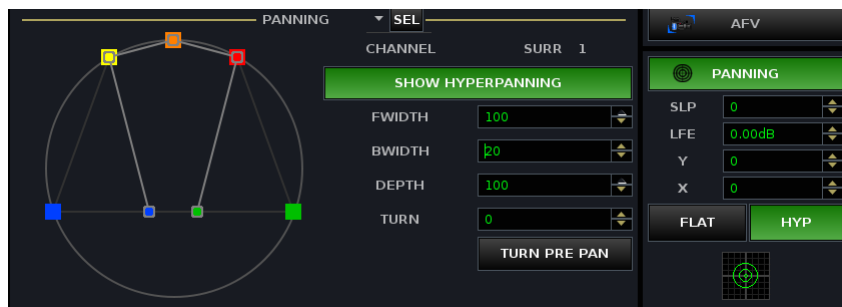 PANNING SEL
CHANNEL SURR 1
SHOW HYPERPANNING
FWIDTH 100
BWIDTH 20
DEPTH 100
TURN 0
TURN PRE PAN
AFV
PANNING
SLP 0
LFE 0.00dB
Y 0
X 0
FLAT HYP